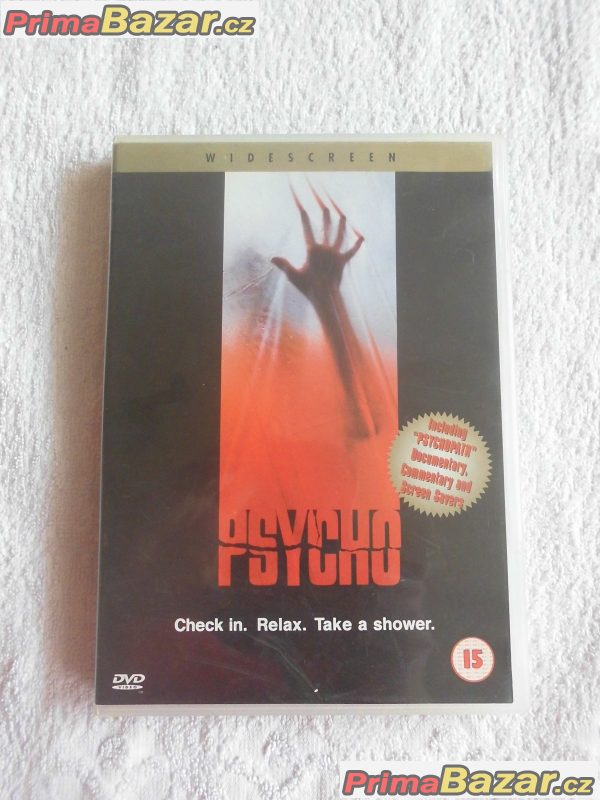 PrimaBazar.cz
WIDESCREEN
Including
"PSYCHOPATH"
Documentary,
Commentary and
Screen Savers
PSYCHO
Check in. Relax. Take a shower.
15
DVD
VIDEO
PrimaBazar.cz